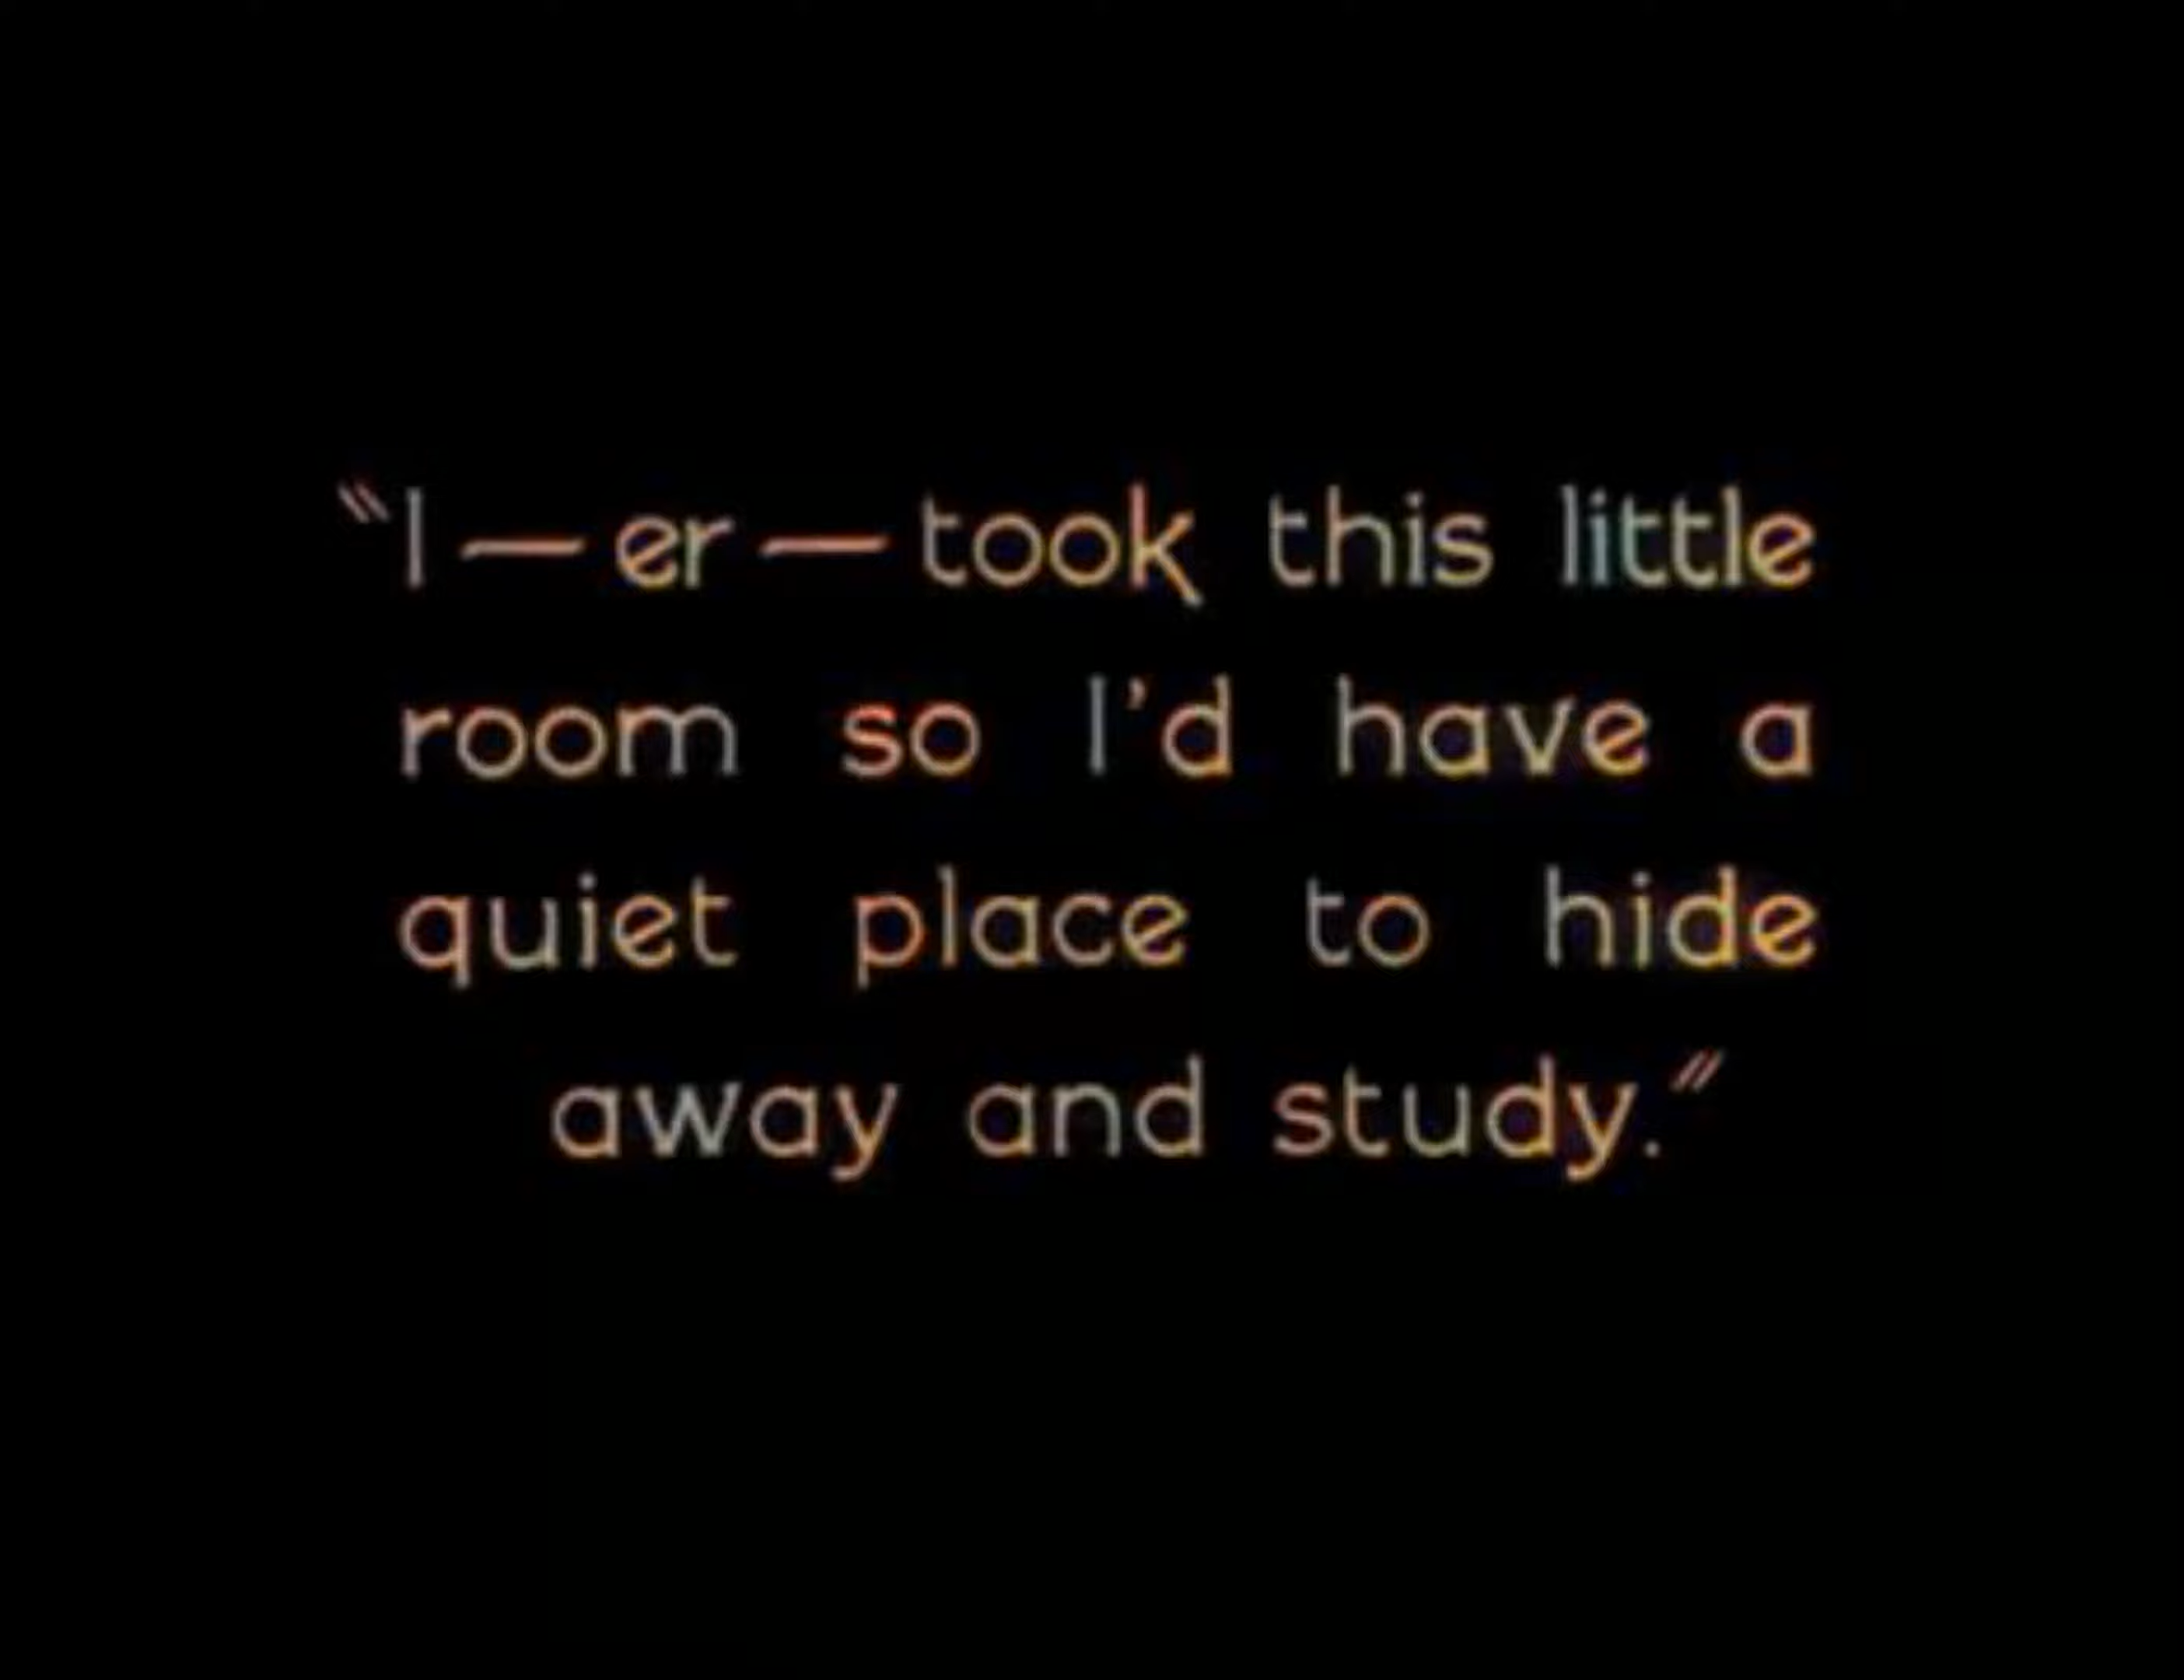 “I—er—took this little
room so I’d have a
quiet place to hide
away and study.”